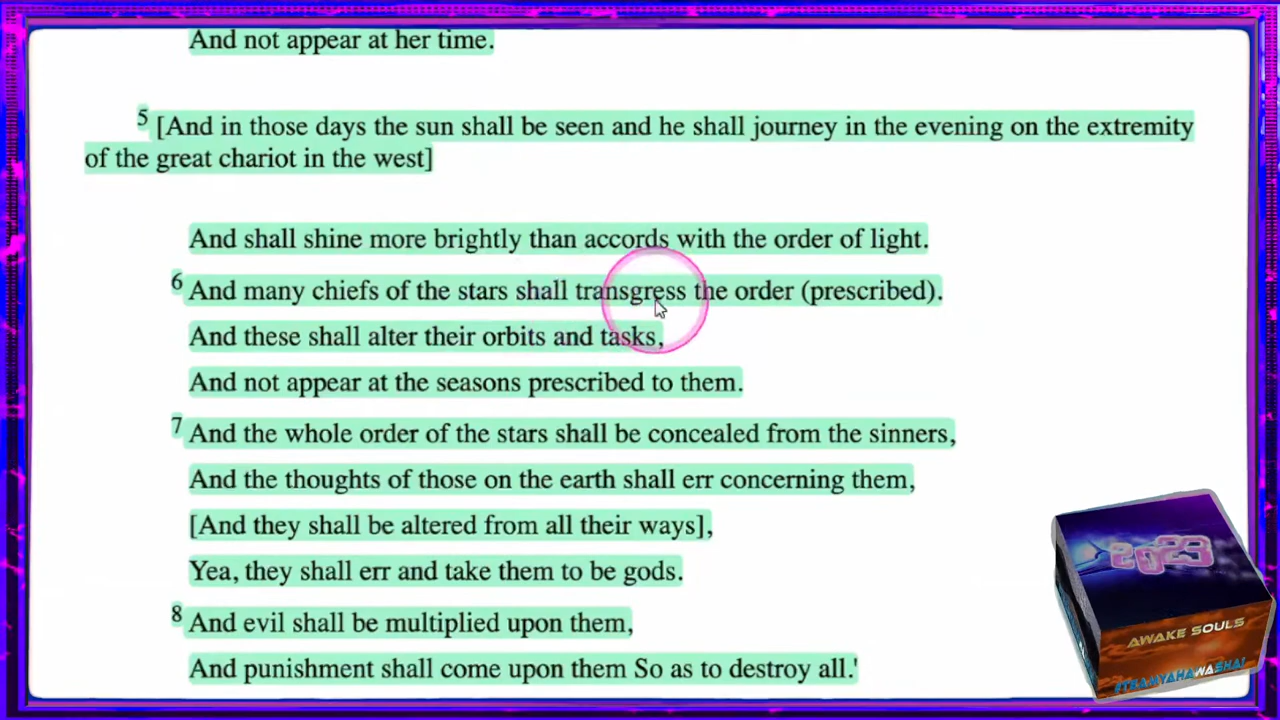 And not appear at her time.
5 [And in those days the sun shall be seen and he shall journey in the evening on the extremity
of the great chariot in the west]
And shall shine more brightly than accords with the order of light.
6 And many chiefs of the stars shall transgress the order (prescribed).
And these shall alter their orbits and tasks,
And not appear at the seasons prescribed to them.
7 And the whole order of the stars shall be concealed from the sinners,
And the thoughts of those on the earth shall err concerning them,
[And they shall be altered from all their ways],
Yea, they shall err and take them to be gods.
8 And evil shall be multiplied upon them,
And punishment shall come upon them So as to destroy all.'
2023
AWAKE SOULS